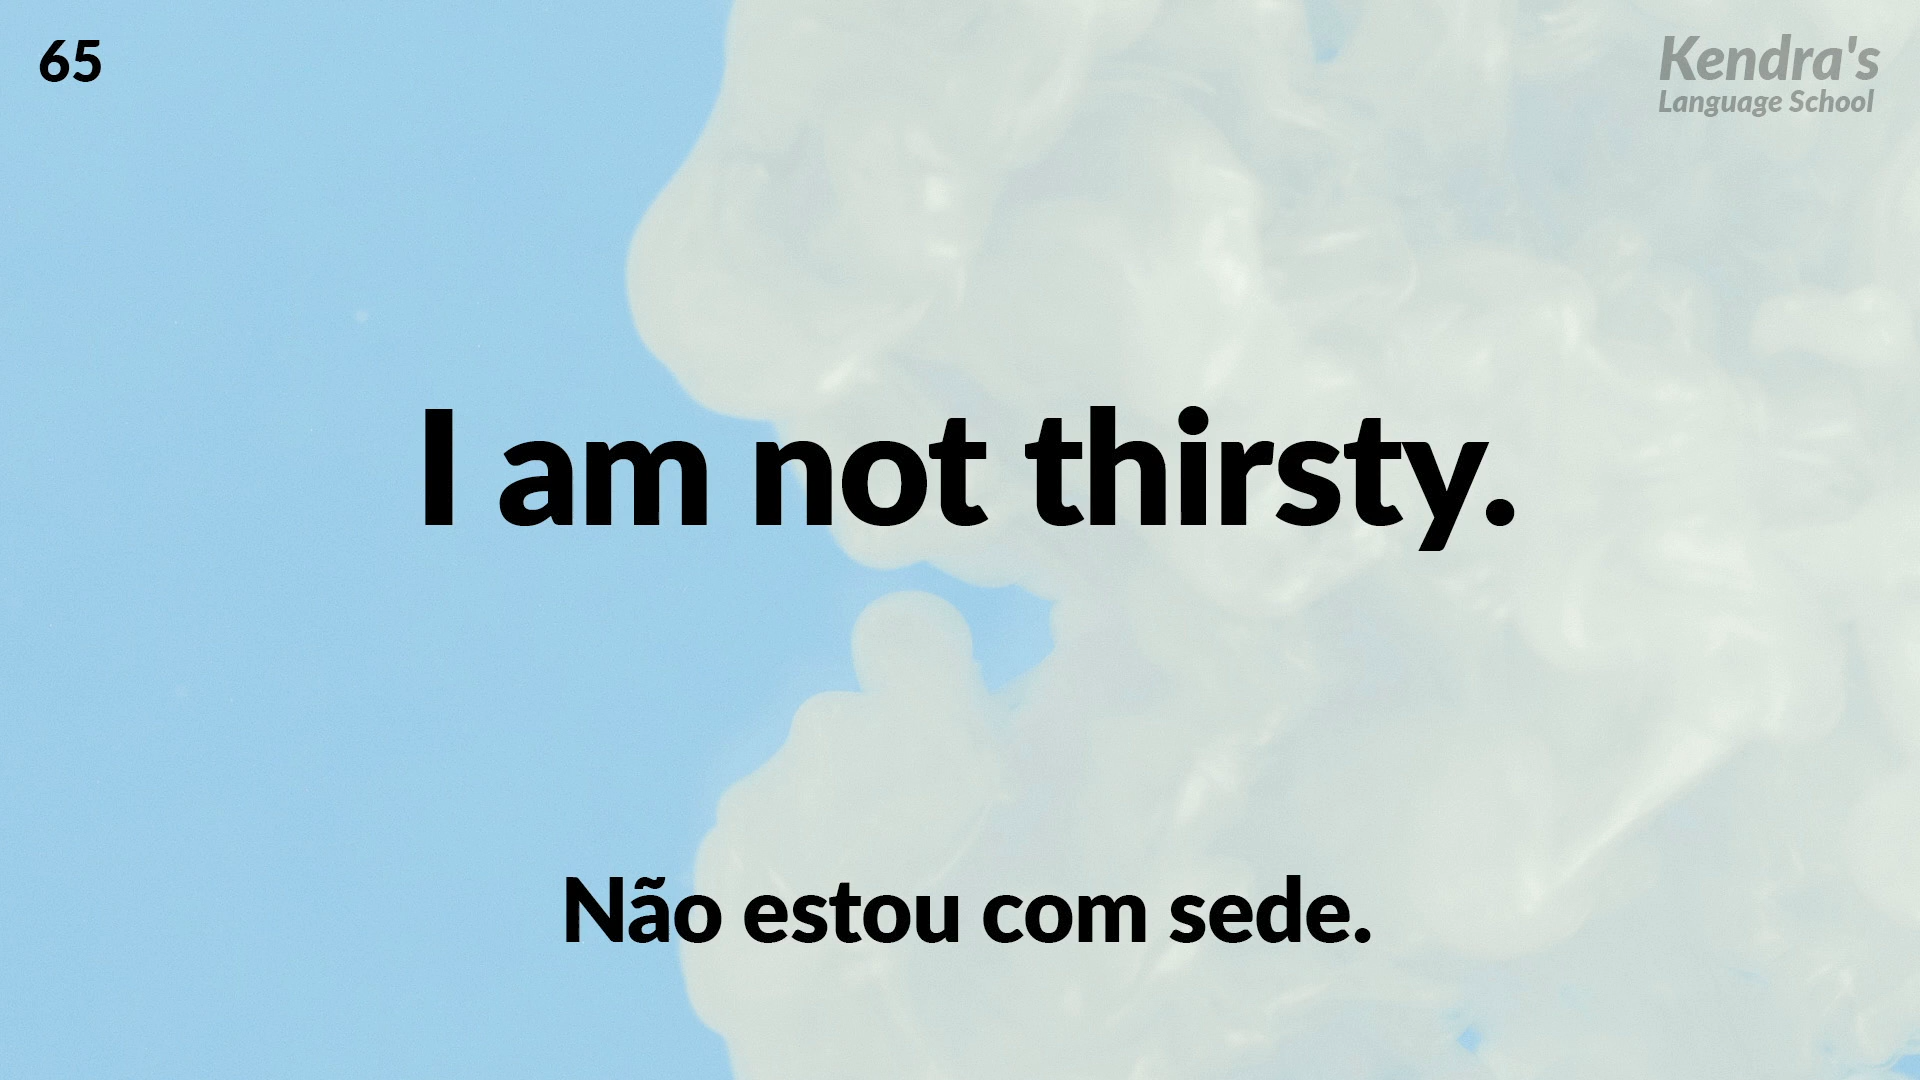 65
Kendra's
Language School
I am not thirsty.
Não estou com sede.